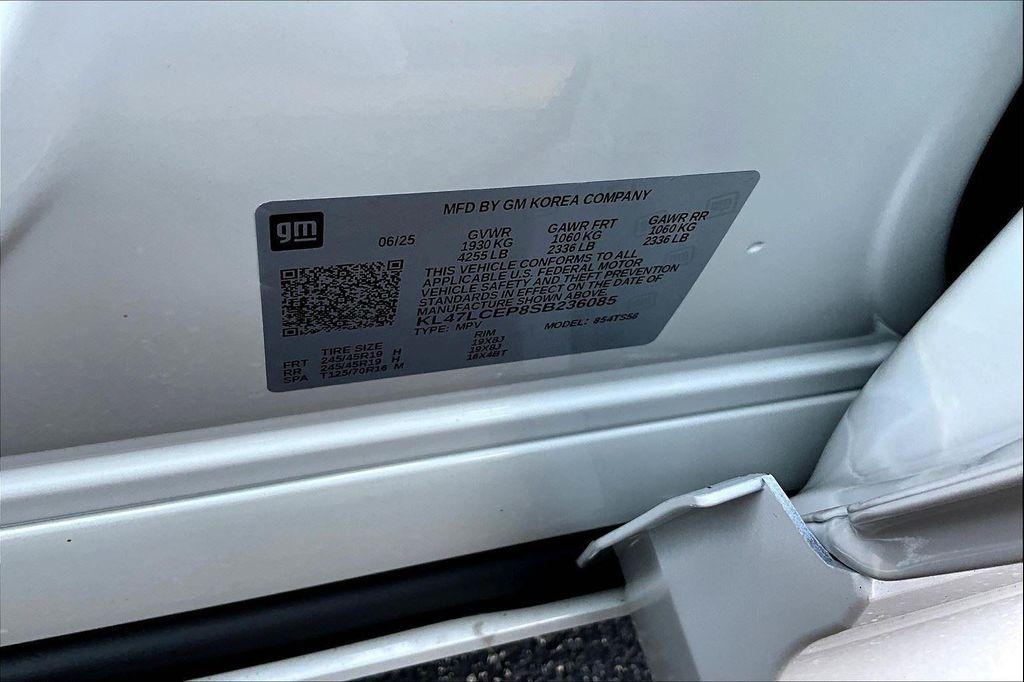 gm
MFD BY GM KOREA COMPANY
06/25
GVWR GAWR FRT GAWR RR
1930 KG 1060 KG 1060 KG
4255 LB 2336 LB 2336 LB
THIS VEHICLE CONFORMS TO ALL
APPLICABLE U.S. FEDERAL MOTOR
VEHICLE SAFETY AND THEFT PREVENTION
STANDARDS IN EFFECT ON THE DATE OF
MANUFACTURE SHOWN ABOVE.
KL47LCEP8SB236085
TYPE: MPV MODEL: 854TS56
TIRE SIZE RIM
FRT 245/45R19 H 19X8J
RR 245/45R19 H 19X8J
SPA T125/70R16 M 16X4BT